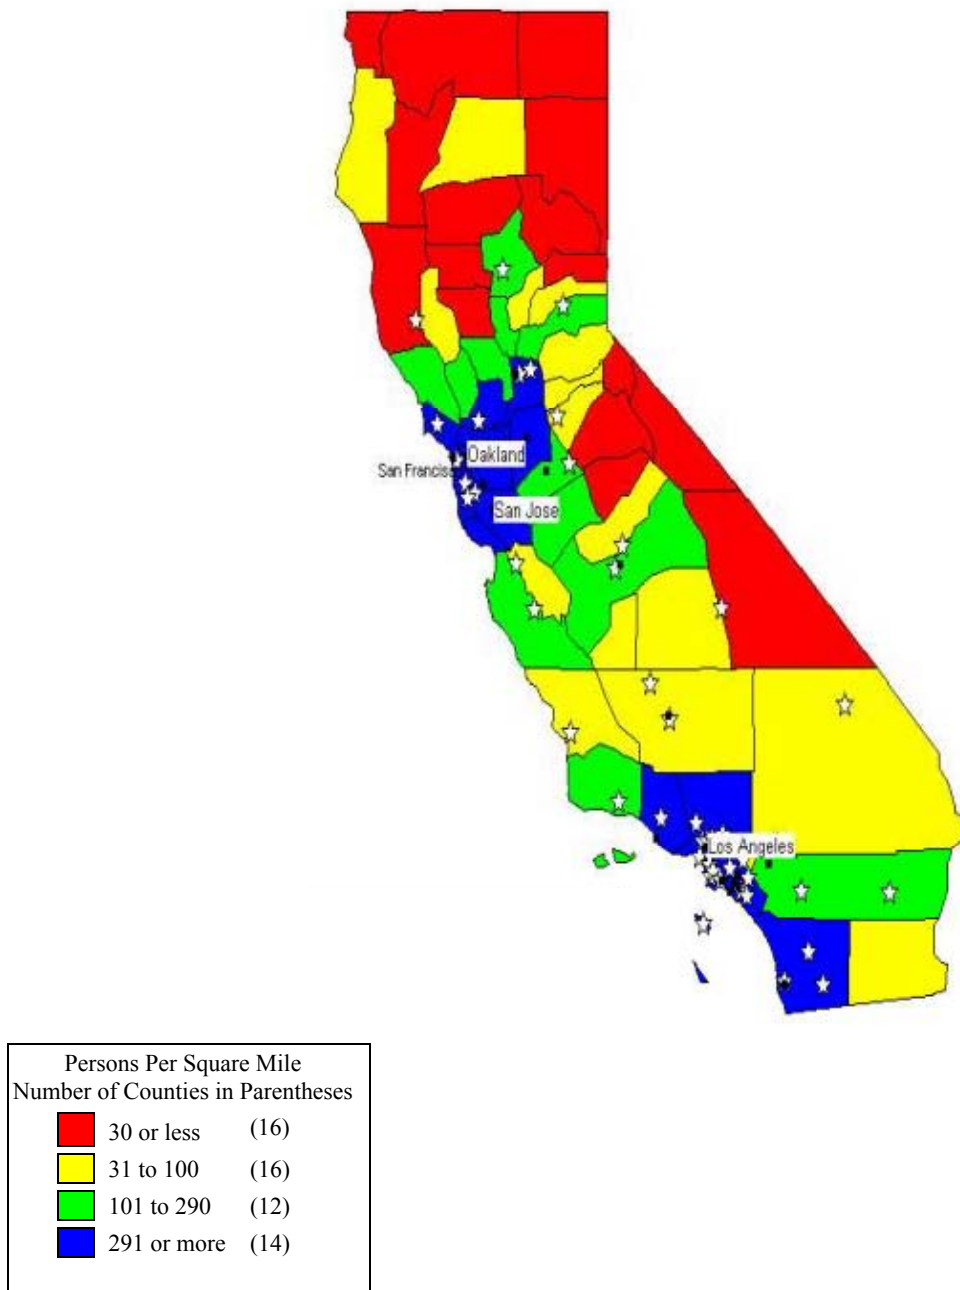 Oakland
San Francisc
San Jose
Los Angeles
Persons Per Square Mile
Number of Counties in Parentheses
30 or less (16)
31 to 100 (16)
101 to 290 (12)
291 or more (14)